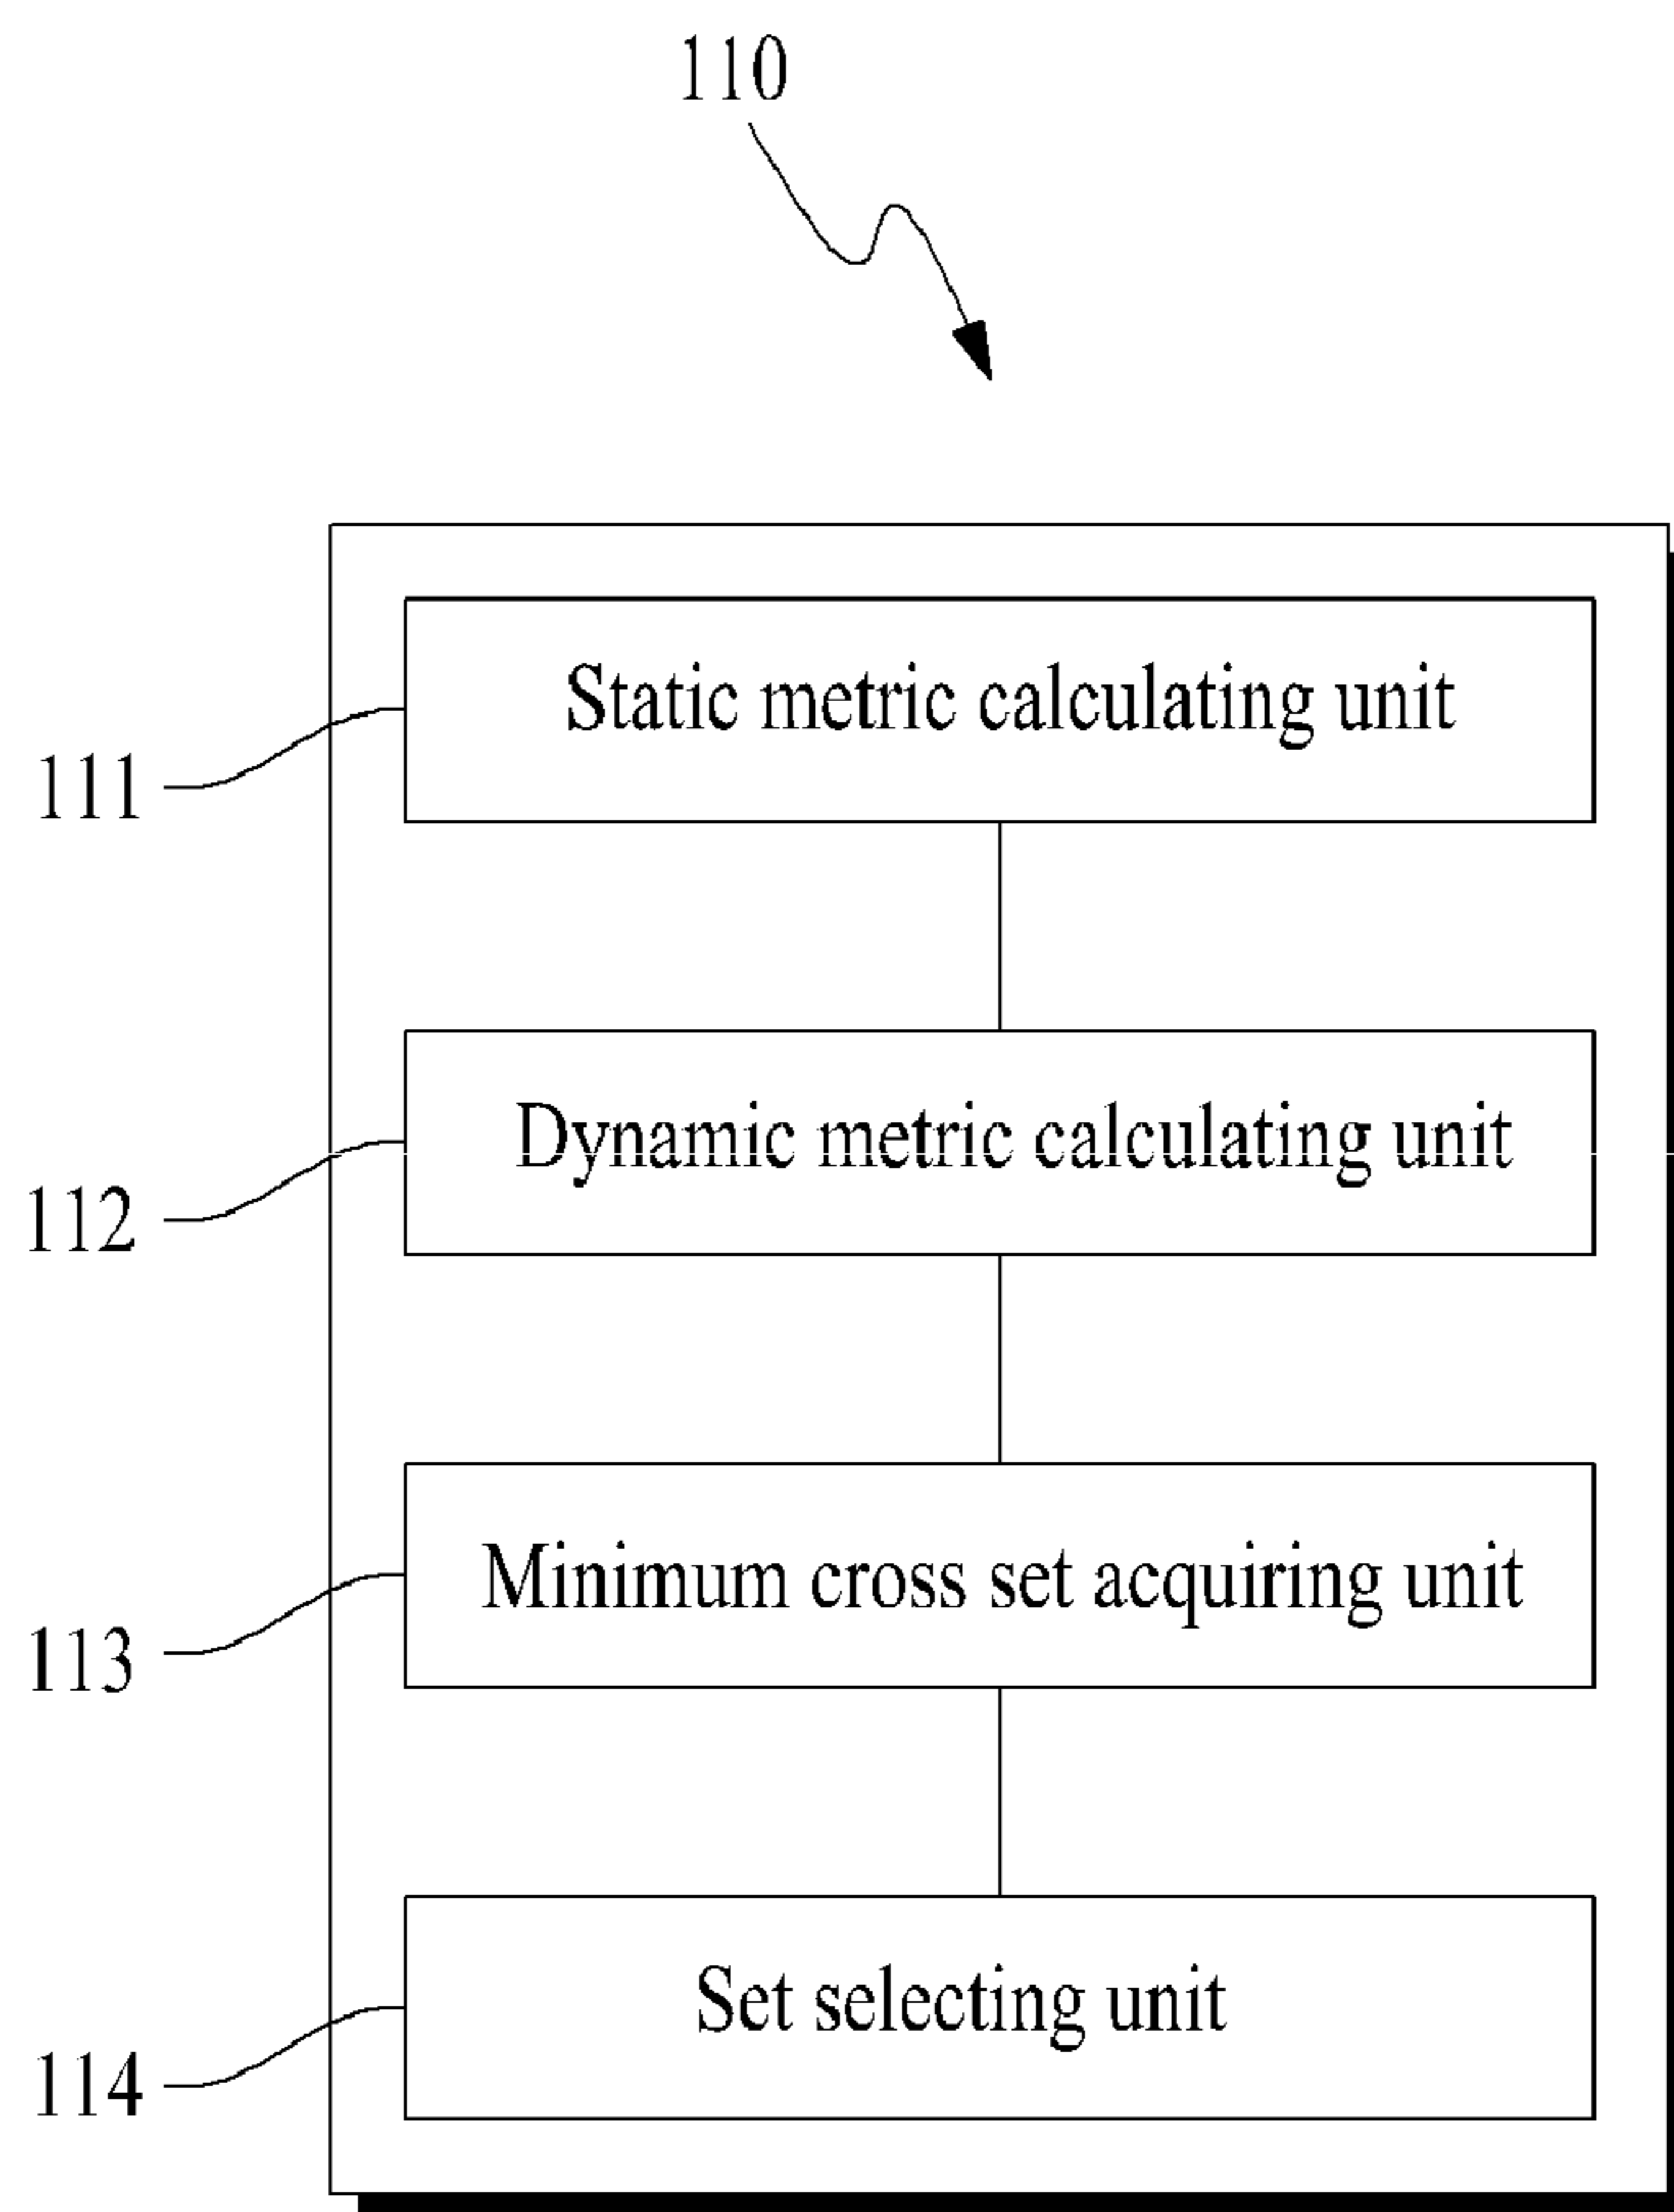 110
Static metric calculating unit
111
Dynamic metric calculating unit
112
Minimum cross set acquiring unit
113
Set selecting unit
114